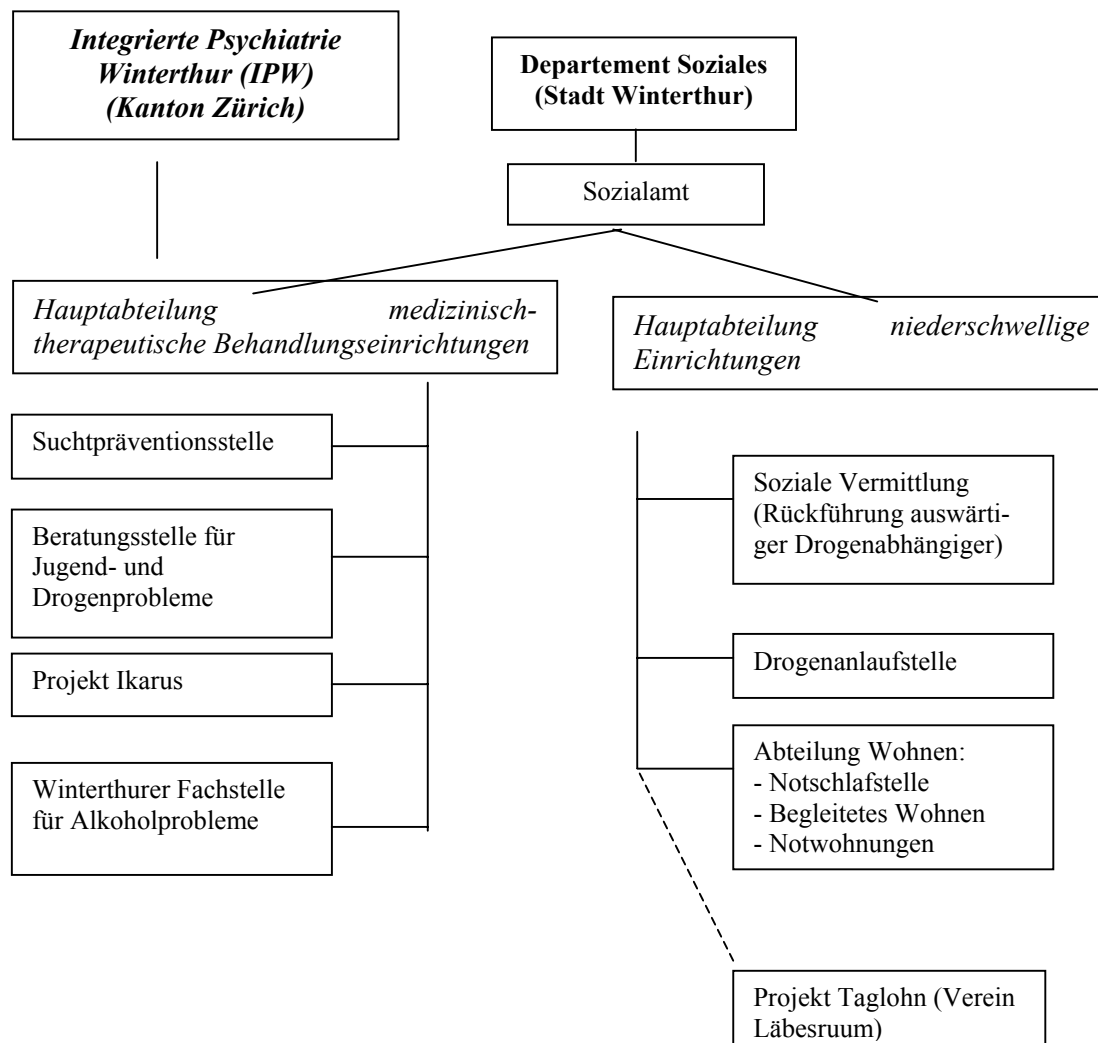 Integrierte Psychiatrie
Winterthur (IPW)
(Kanton Zürich)
Departement Soziales
(Stadt Winterthur)
Sozialamt
Hauptabteilung medizinisch-
therapeutische Behandlungseinrichtungen
Hauptabteilung niederschwellige
Einrichtungen
Suchtpräventionsstelle
Beratungsstelle für
Jugend- und
Drogenprobleme
Projekt Ikarus
Winterthurer Fachstelle
für Alkoholprobleme
Soziale Vermittlung
(Rückführung auswärti-
ger Drogenabhängiger)
Drogenanlaufstelle
Abteilung Wohnen:
- Notschlafstelle
- Begleitetes Wohnen
- Notwohnungen
Projekt Taglohn (Verein
Läbesruum)